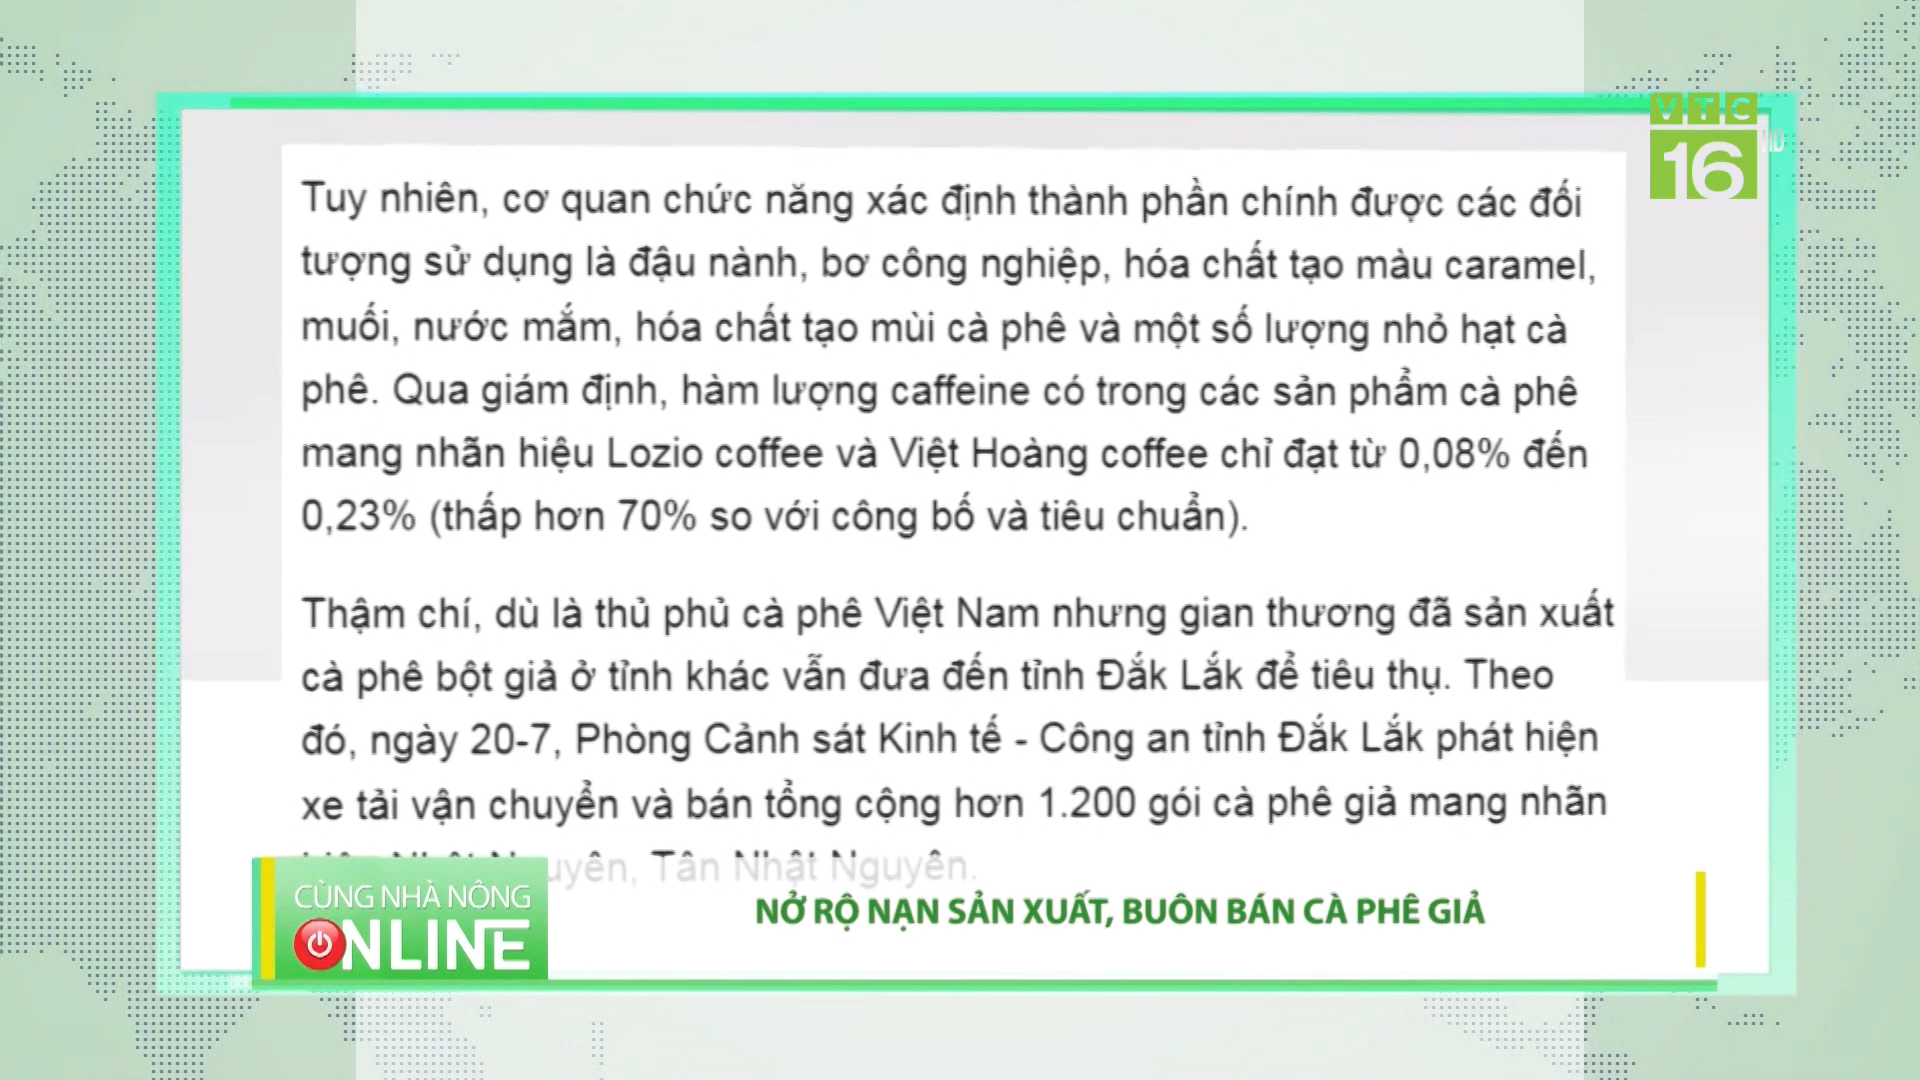 VTC
16
HD
Tuy nhiên, cơ quan chức năng xác định thành phần chính được các đối
tượng sử dụng là đậu nành, bơ công nghiệp, hóa chất tạo màu caramel,
muối, nước mắm, hóa chất tạo mùi cà phê và một số lượng nhỏ hạt cà
phê. Qua giám định, hàm lượng caffeine có trong các sản phẩm cà phê
mang nhãn hiệu Lozio coffee và Việt Hoàng coffee chỉ đạt từ 0,08% đến
0,23% (thấp hơn 70% so với công bố và tiêu chuẩn).
Thậm chí, dù là thủ phủ cà phê Việt Nam nhưng gian thương đã sản xuất
cà phê bột giả ở tỉnh khác vẫn đưa đến tỉnh Đắk Lắk để tiêu thụ. Theo
đó, ngày 20-7, Phòng Cảnh sát Kinh tế - Công an tỉnh Đắk Lắk phát hiện
xe tải vận chuyển và bán tổng cộng hơn 1.200 gói cà phê giả mang nhãn
Tân Nhật Nguyên.
CÙNG NHÀ NÔNG
ONLINE
NỞ RỘ NẠN SẢN XUẤT, BUÔN BÁN CÀ PHÊ GIẢ